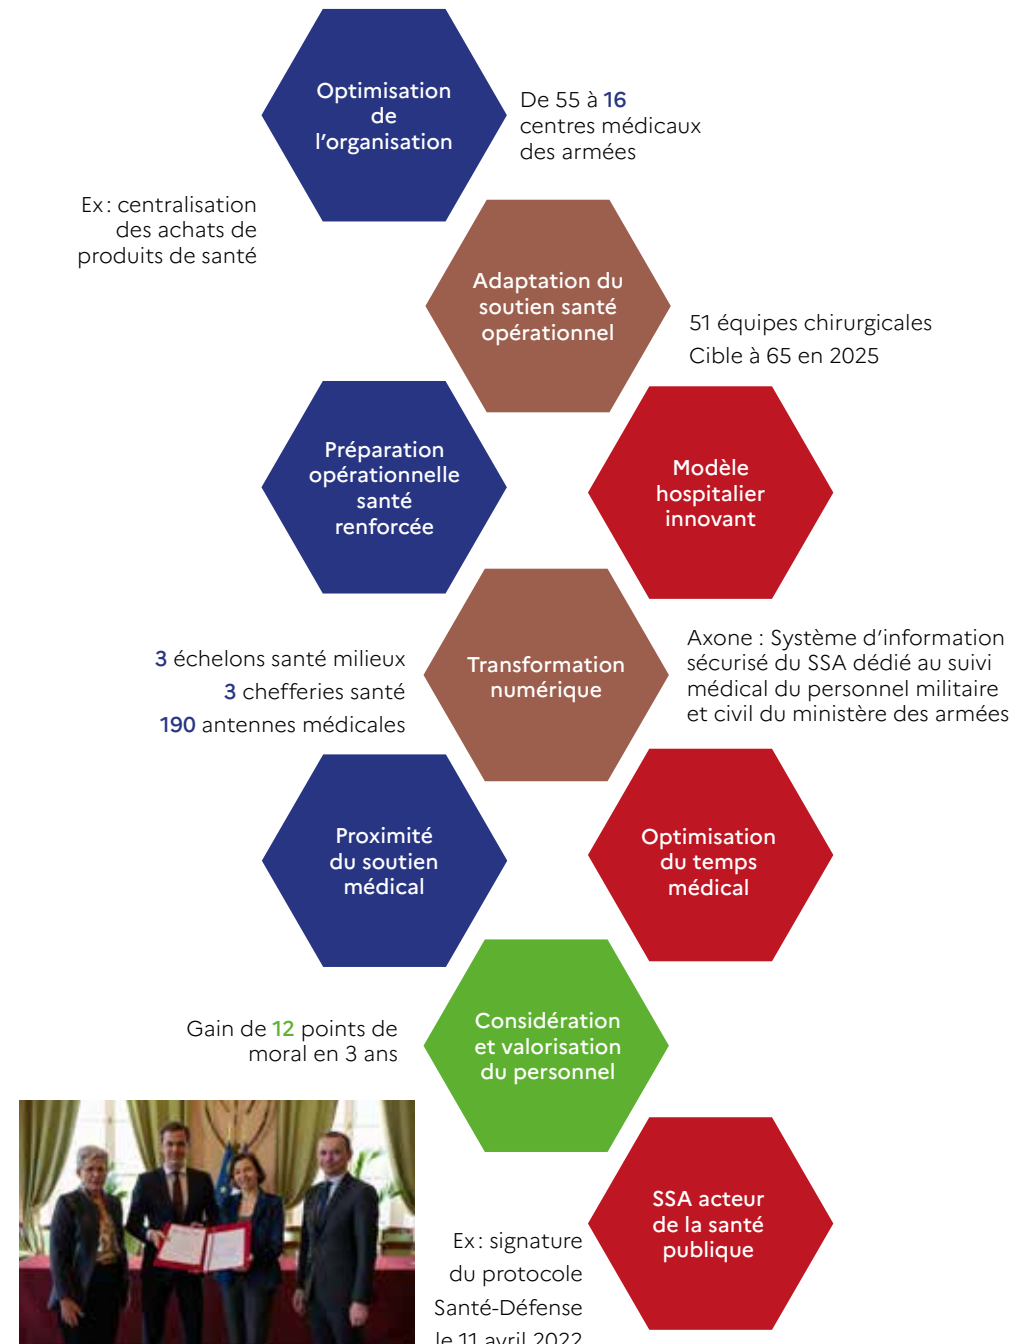 Optimisation
de
l’organisation
De 55 à 16
centres médicaux
des armées
Ex : centralisation
des achats de
produits de santé
Adaptation du
soutien santé
opérationnel
51 équipes chirurgicales
Cible à 65 en 2025
Préparation
opérationnelle
santé
renforcée
Modèle
hospitalier
innovant
3 échelons santé milieux
3 chefferies santé
190 antennes médicales
Transformation
numérique
Axone : Système d’information
sécurisé du SSA dédié au suivi
médical du personnel militaire
et civil du ministère des armées
Proximité
du soutien
médical
Optimisation
du temps
médical
Gain de 12 points de
moral en 3 ans
Considération
et valorisation
du personnel
SSA acteur
de la santé
publique
Ex : signature
du protocole
Santé-Défense
le 11 avril 2022